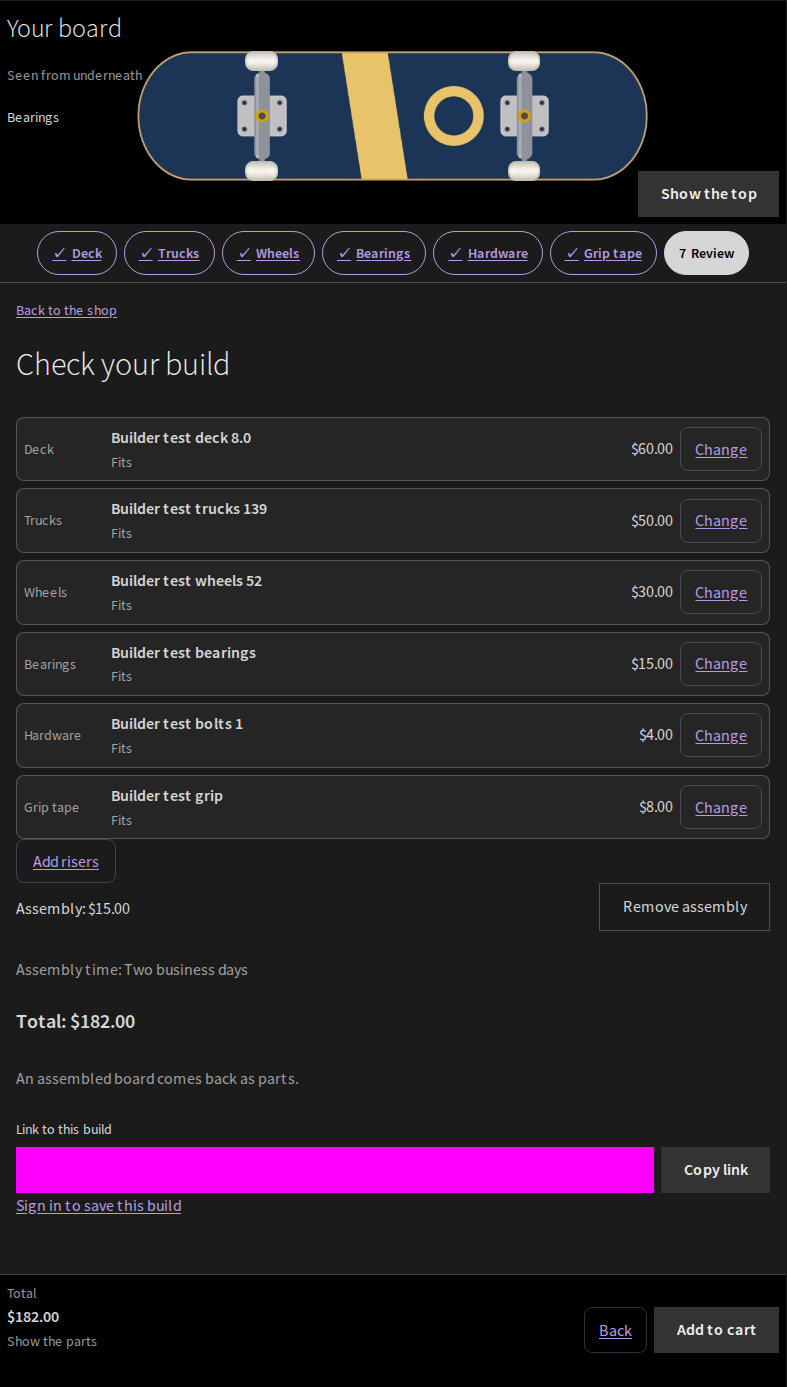 Your board
Seen from underneath
Bearings
Show the top
✓ Deck ✓ Trucks ✓ Wheels ✓ Bearings ✓ Hardware ✓ Grip tape 7 Review
Back to the shop
Check your build
Deck Builder test deck 8.0 $60.00 Change
Fits
Trucks Builder test trucks 139 $50.00 Change
Fits
Wheels Builder test wheels 52 $30.00 Change
Fits
Bearings Builder test bearings $15.00 Change
Fits
Hardware Builder test bolts 1 $4.00 Change
Fits
Grip tape Builder test grip $8.00 Change
Fits
Add risers
Assembly: $15.00 Remove assembly
Assembly time: Two business days
Total: $182.00
An assembled board comes back as parts.
Link to this build
Copy link
Sign in to save this build
Total
$182.00
Show the parts
Back Add to cart